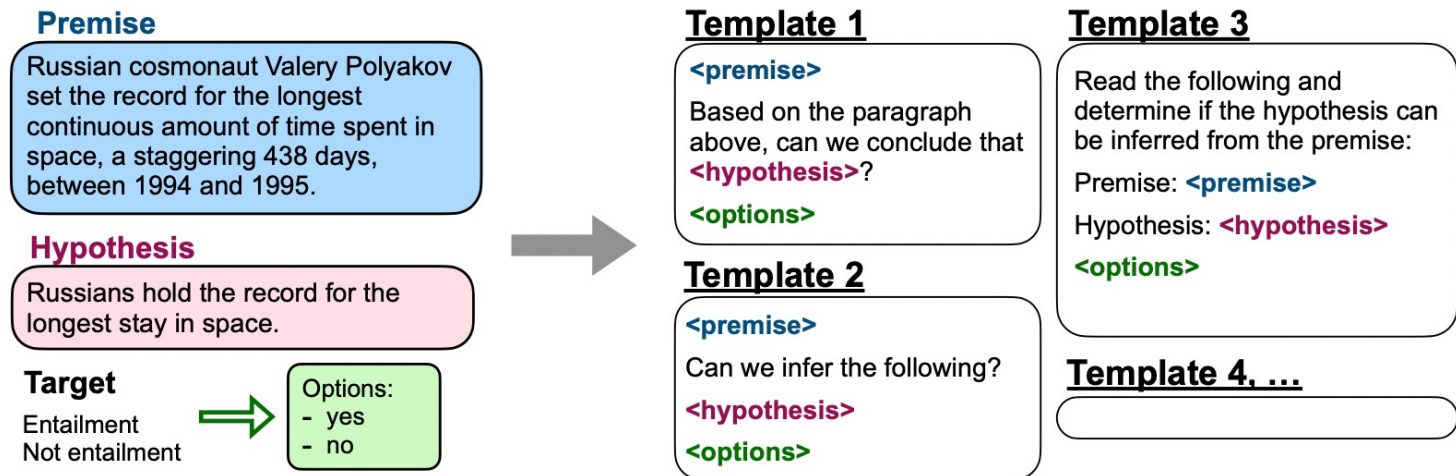 Premise
Russian cosmonaut Valery Polyakov
set the record for the longest
continuous amount of time spent in
space, a staggering 438 days,
between 1994 and 1995.
Hypothesis
Russians hold the record for the
longest stay in space.
Target
Entailment
Not entailment
Options:
- yes
- no
Template 1
<premise>
Based on the paragraph
above, can we conclude that
<hypothesis>?
<options>
Template 2
<premise>
Can we infer the following?
<hypothesis>
<options>
Template 3
Read the following and
determine if the hypothesis can
be inferred from the premise:
Premise: <premise>
Hypothesis: <hypothesis>
<options>
Template 4, ...